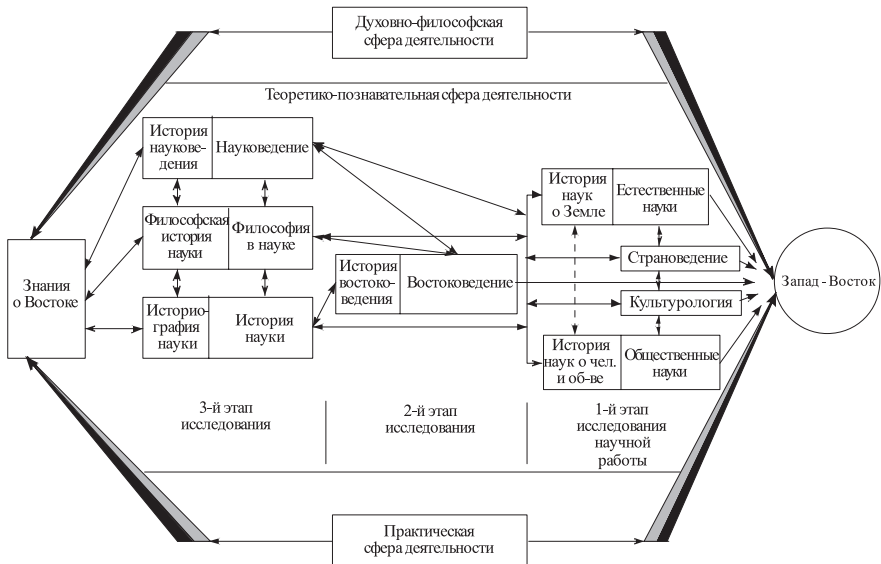 Духовно-философская
сфера деятельности
Теоретико-познавательная сфера деятельности
История
наукове-
дения
Науковедение
Философская
история
науки
Философия
в науке
Историо-
графия
науки
История
науки
Знания
о Востоке
История
востоко-
ведения
Востоковедение
История
наук
о Земле
Естественные
науки
Страноведение
Культурология
История
наук о чел.
и об-ве
Общественные
науки
Запад - Восток
3-й этап
исследования
2-й этап
исследования
1-й этап
исследования
научной
работы
Практическая
сфера деятельности